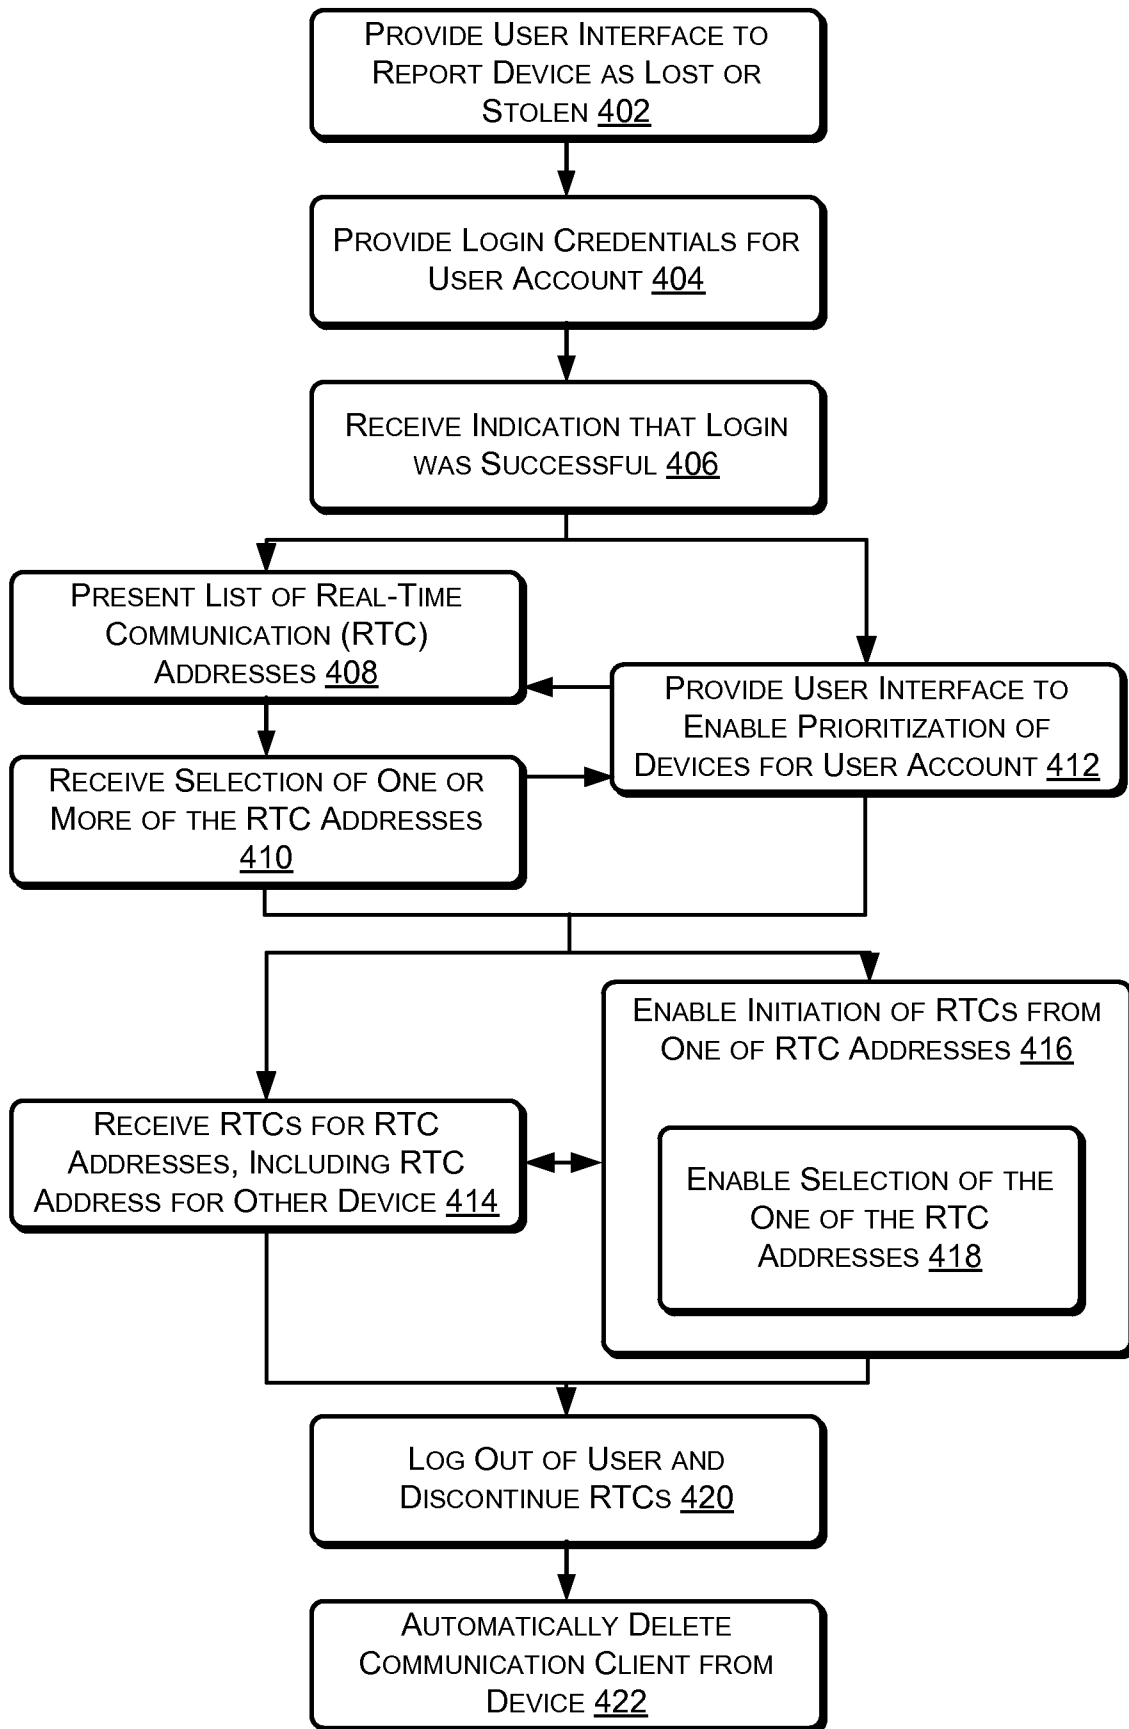 PROVIDE USER INTERFACE TO
REPORT DEVICE AS LOST OR
STOLEN 402
PROVIDE LOGIN CREDENTIALS FOR
USER ACCOUNT 404
RECEIVE INDICATION THAT LOGIN
WAS SUCCESSFUL 406
PRESENT LIST OF REAL-TIME
COMMUNICATION (RTC)
ADDRESSES 408
RECEIVE SELECTION OF ONE OR
MORE OF THE RTC ADDRESSES
410
PROVIDE USER INTERFACE TO
ENABLE PRIORITIZATION OF
DEVICES FOR USER ACCOUNT 412
RECEIVE RTCS FOR RTC
ADDRESSES, INCLUDING RTC
ADDRESS FOR OTHER DEVICE 414
ENABLE INITIATION OF RTCS FROM
ONE OF RTC ADDRESSES 416
ENABLE SELECTION OF THE
ONE OF THE RTC
ADDRESSES 418
LOG OUT OF USER AND
DISCONTINUE RTCS 420
AUTOMATICALLY DELETE
COMMUNICATION CLIENT FROM
DEVICE 422